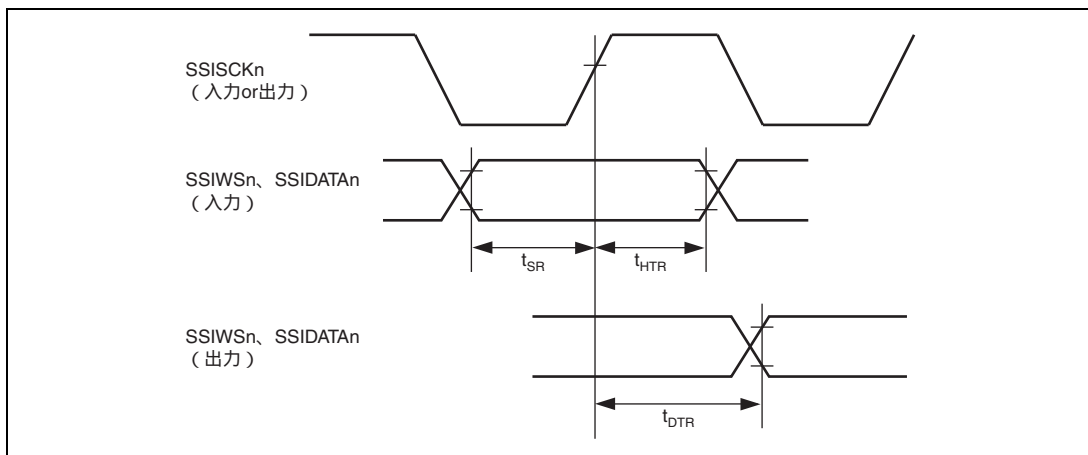 SSISCKn
(入力or出力)
SSIWSn、SSIDATAn
(入力)
tSR
tHTR
SSIWSn、SSIDATAn
(出力)
tDTR